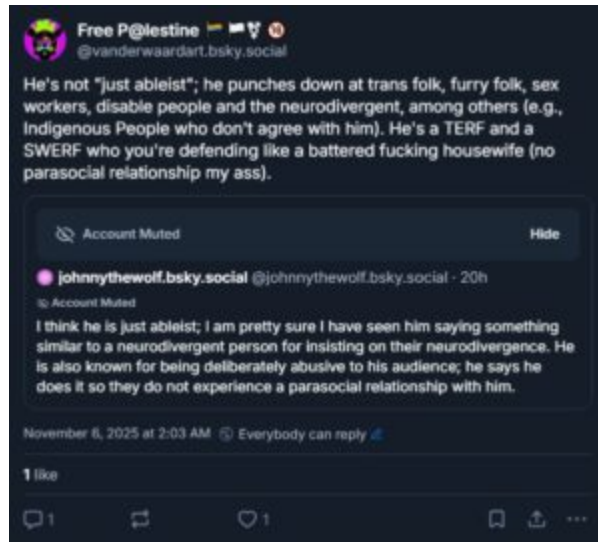 Free P@lestine
@vanderwaardart.bsky.social
He's not "just ableist"; he punches down at trans folk, furry folk, sex
workers, disable people and the neurodivergent, among others (e.g.,
Indigenous People who don't agree with him). He's a TERF and a
SWERF who you're defending like a battered fucking housewife (no
parasocial relationship my ass).
Account Muted
Hide
johnnythewolf.bsky.social @johnnythewolf.bsky.social · 20h
Account Muted
I think he is just ableist; I am pretty sure I have seen him saying something
similar to a neurodivergent person for insisting on their neurodivergence. He
is also known for being deliberately abusive to his audience; he says he
does it so they do not experience a parasocial relationship with him.
November 6, 2025 at 2:03 AM Everybody can reply
1 like
1
1